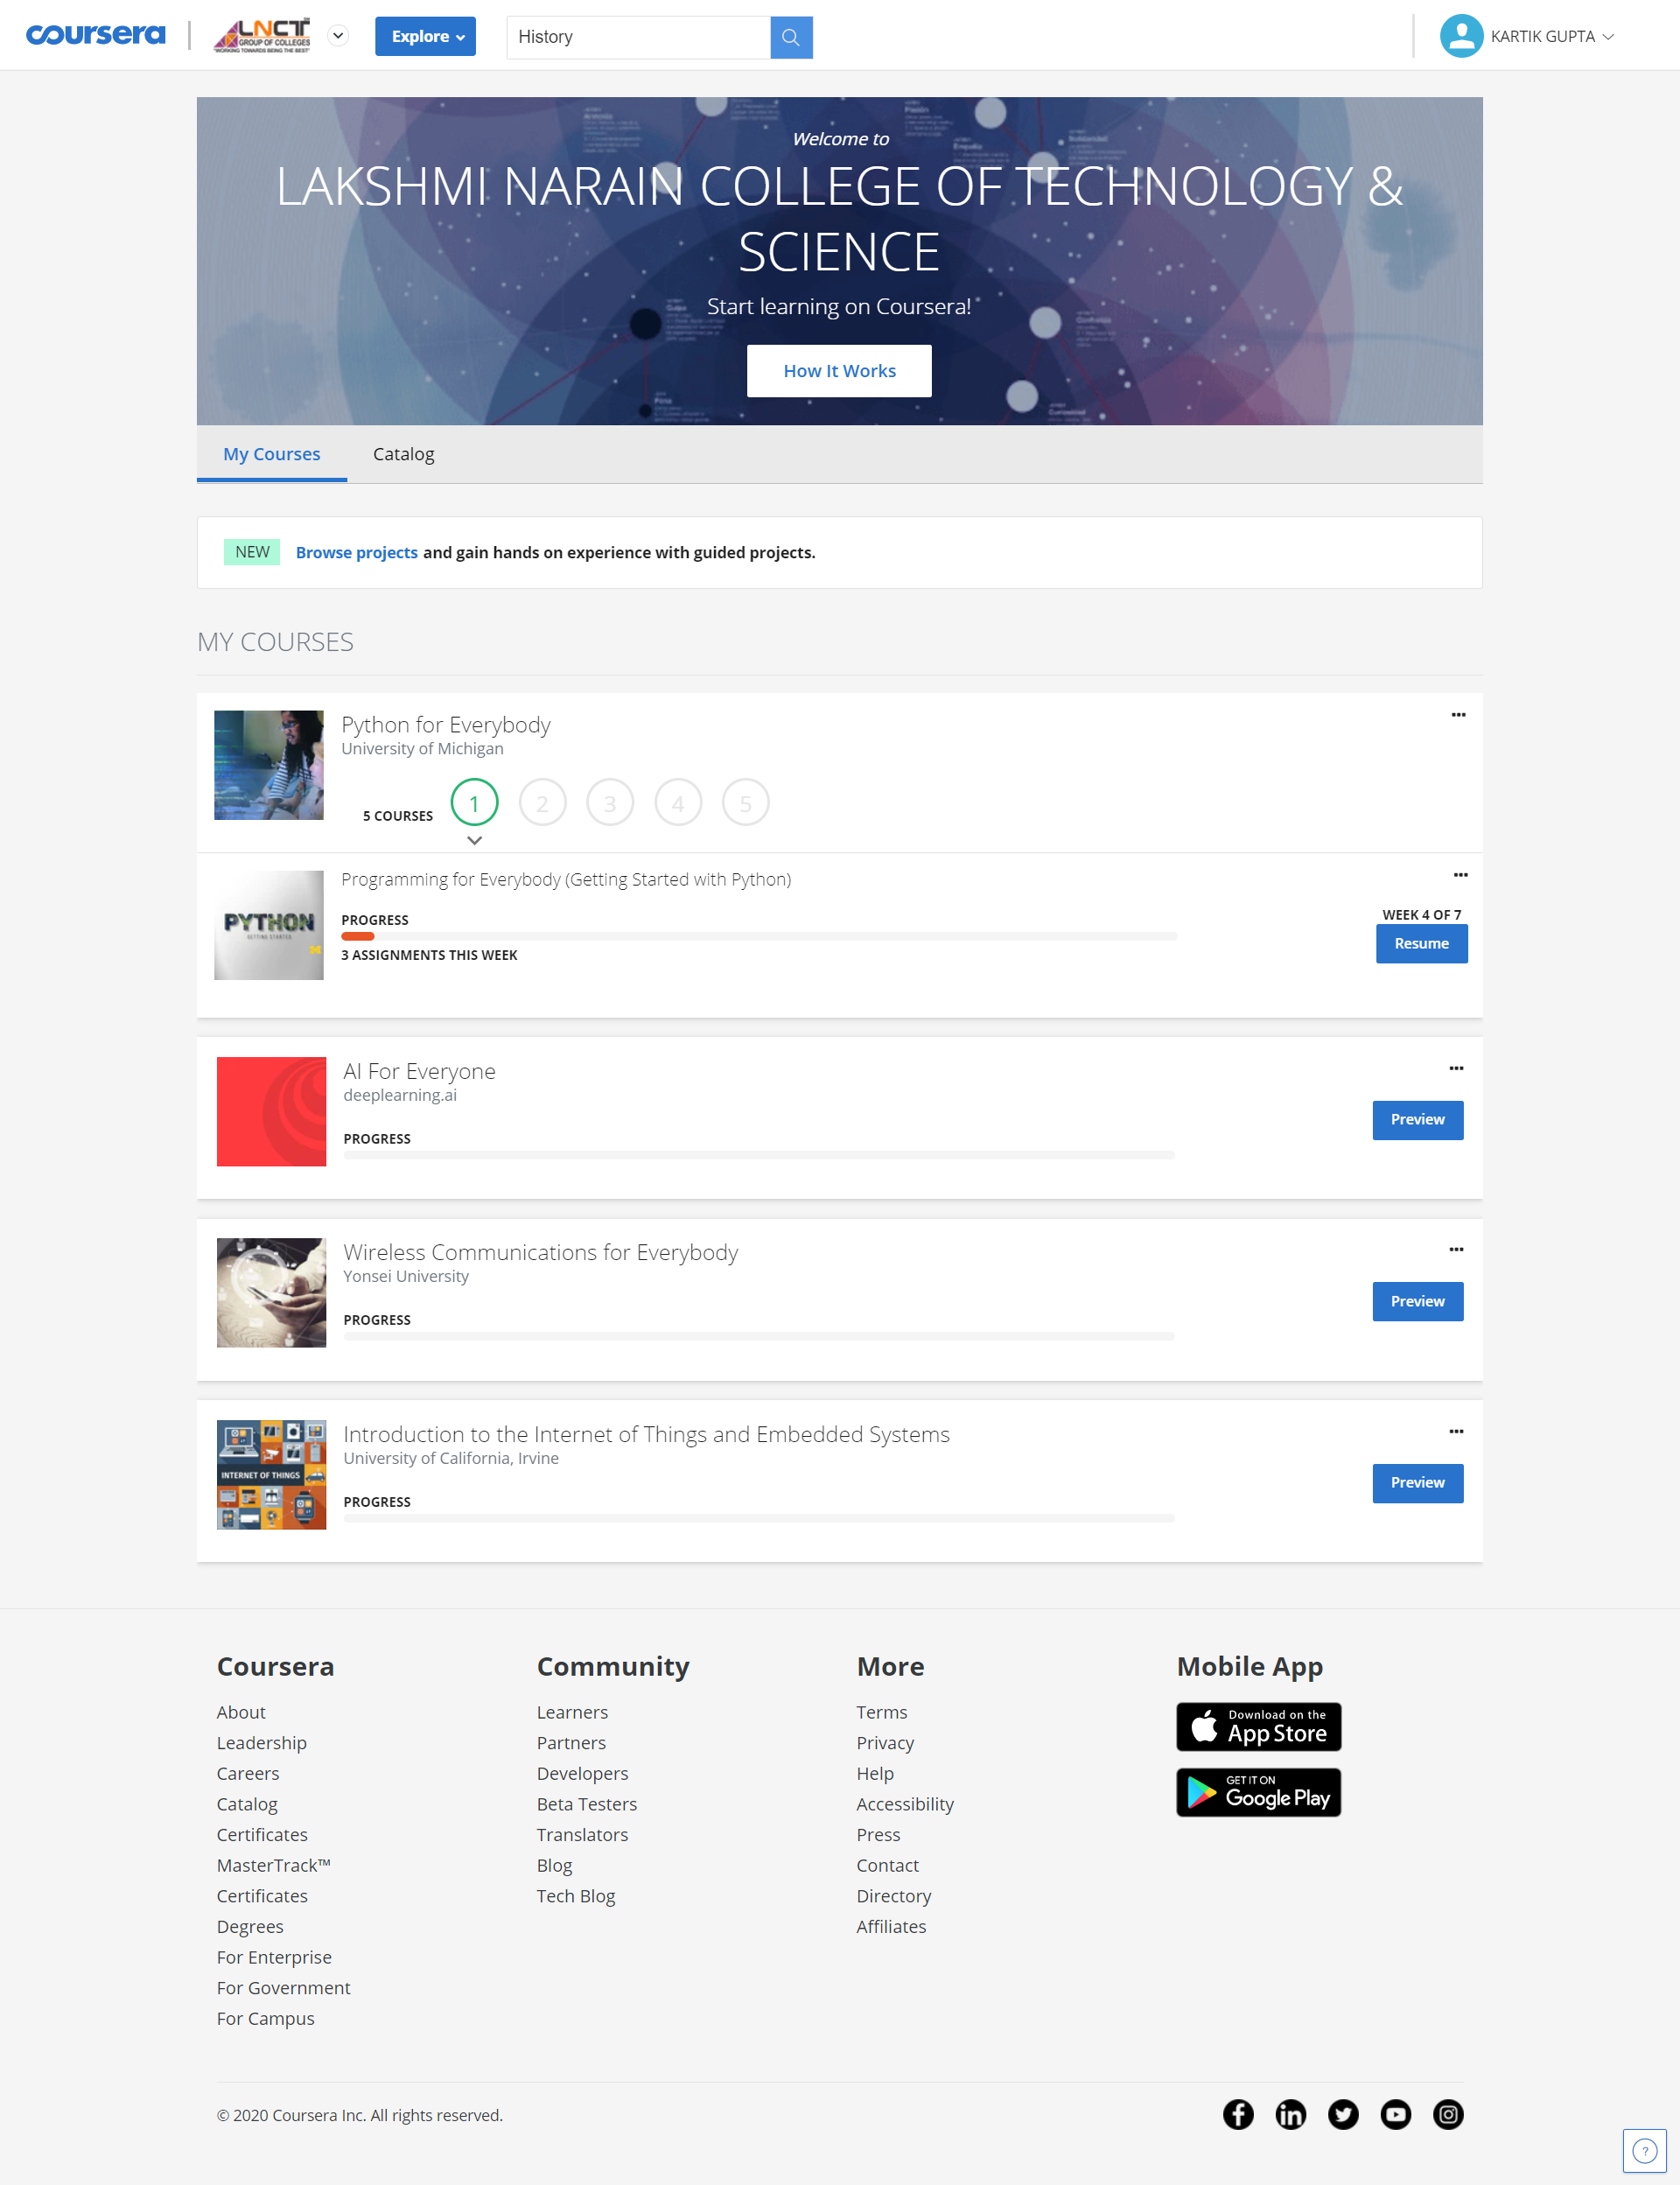 coursera
LNCT
GROUP OF COLLEGES
"WORKING TOWARDS BEING THE BEST"
Explore
History
KARTIK GUPTA
Welcome to
LAKSHMI NARAIN COLLEGE OF TECHNOLOGY &
SCIENCE
Start learning on Coursera!
How It Works
My Courses
Catalog
NEW
Browse projects and gain hands on experience with guided projects.
MY COURSES
Python for Everybody
University of Michigan
5 COURSES
1
2
3
4
5
Programming for Everybody (Getting Started with Python)
PYTHON
GETTING STARTED
PROGRESS
3 ASSIGNMENTS THIS WEEK
WEEK 4 OF 7
Resume
AI For Everyone
deeplearning.ai
PROGRESS
Preview
Wireless Communications for Everybody
Yonsei University
PROGRESS
Preview
INTERNET OF THINGS
Introduction to the Internet of Things and Embedded Systems
University of California, Irvine
PROGRESS
Preview
Coursera
About
Leadership
Careers
Catalog
Certificates
MasterTrack™
Certificates
Degrees
For Enterprise
For Government
For Campus
Community
Learners
Partners
Developers
Beta Testers
Translators
Blog
Tech Blog
More
Terms
Privacy
Help
Accessibility
Press
Contact
Directory
Affiliates
Mobile App
Download on the
App Store
GET IT ON
Google Play
© 2020 Coursera Inc. All rights reserved.
?